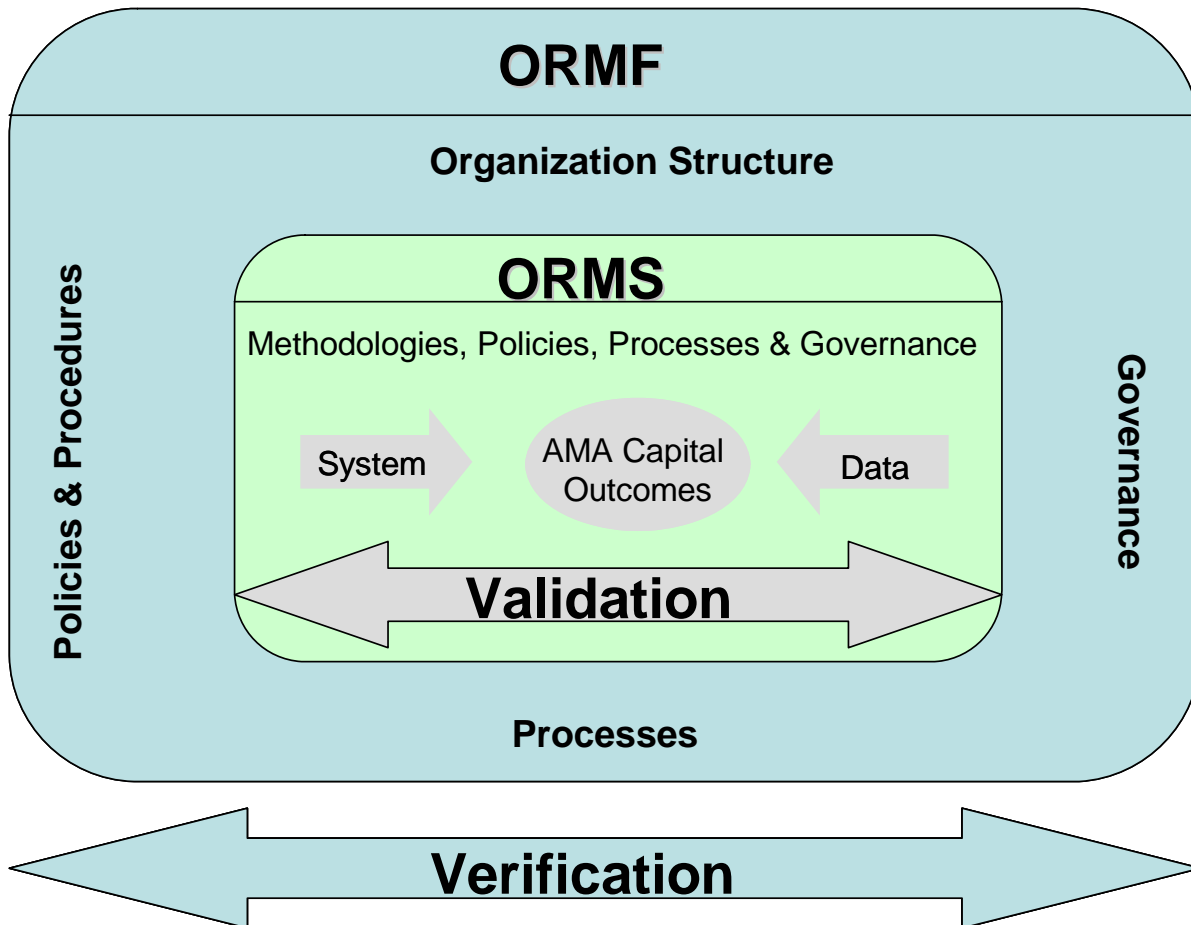 ORMF
Organization Structure
Policies & Procedures
ORMS
Methodologies, Policies, Processes & Governance
System
AMA Capital
Outcomes
Data
Governance
Validation
Processes
Verification